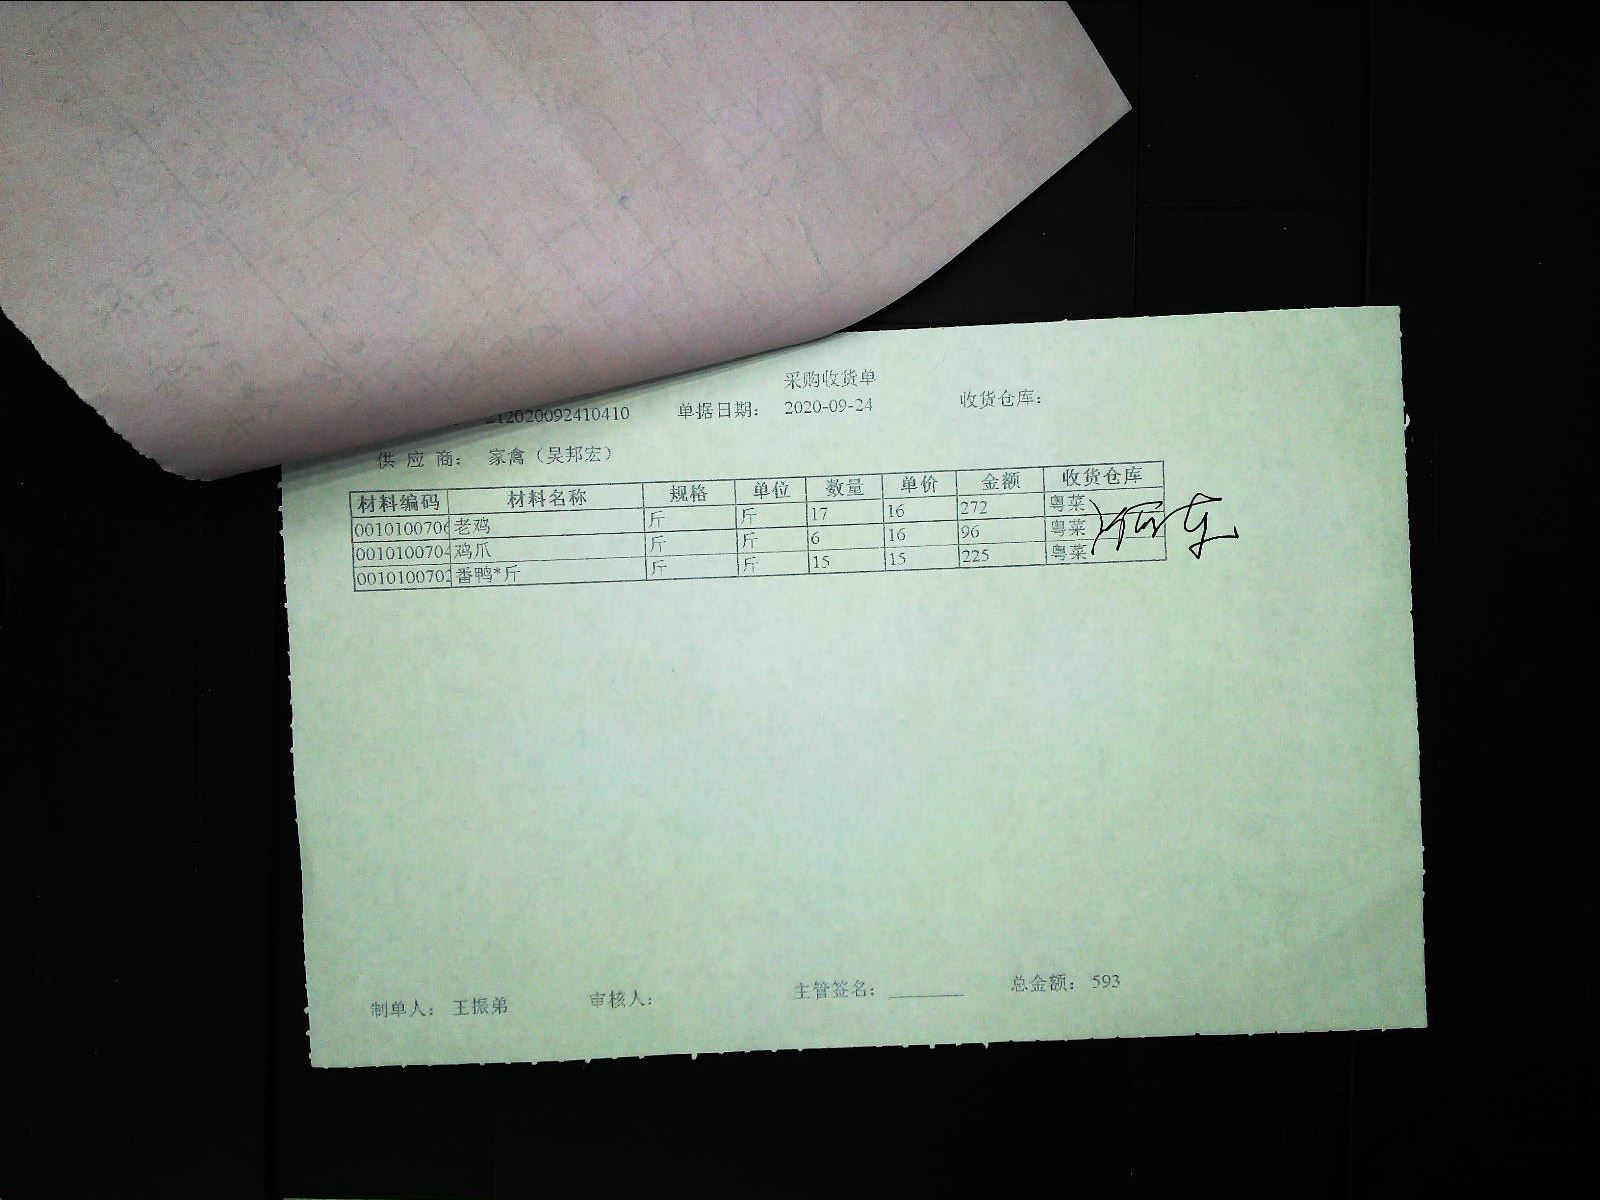 采购收货单
212020092410410 单据日期： 2020-09-24 收货仓库：
供 应 商： 家禽（吴邦宏）
材料编码 材料名称 规格 单位 数量 单价 金额 收货仓库
0010100706 老鸡 斤 斤 17 16 272 粤菜
0010100704 鸡爪 斤 斤 6 16 96 粤菜
0010100702 番鸭*斤 斤 斤 15 15 225 粤菜
制单人： 王振弟 审核人： 主管签名： 总金额： 593